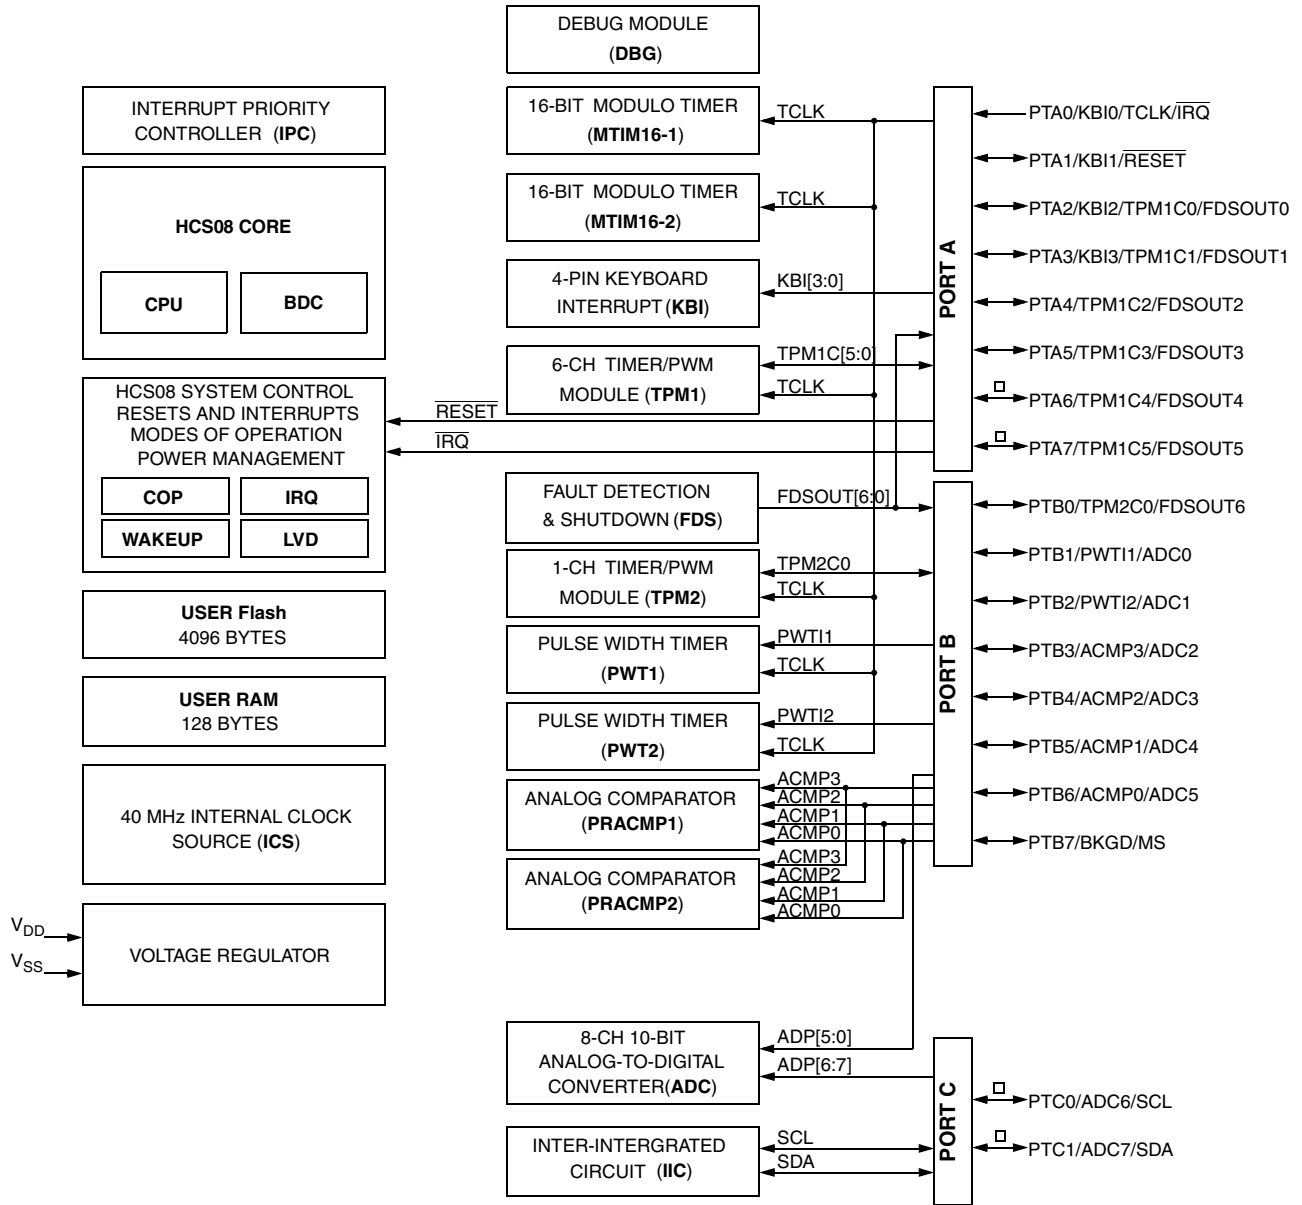 DEBUG MODULE
(DBG)
INTERRUPT PRIORITY
CONTROLLER (IPC)
HCS08 CORE
CPU
BDC
HCS08 SYSTEM CONTROL
RESETS AND INTERRUPTS
MODES OF OPERATION
POWER MANAGEMENT
COP
IRQ
WAKEUP
LVD
USER Flash
4096 BYTES
USER RAM
128 BYTES
40 MHz INTERNAL CLOCK
SOURCE (ICS)
VDD
VSS
VOLTAGE REGULATOR
16-BIT MODULO TIMER
(MTIM16-1)
TCLK
16-BIT MODULO TIMER
(MTIM16-2)
TCLK
4-PIN KEYBOARD
INTERRUPT (KBI)
KBI[3:0]
6-CH TIMER/PWM
MODULE (TPM1)
TPM1C[5:0]
TCLK
RESET
IRQ
FAULT DETECTION
& SHUTDOWN (FDS)
FDSOUT[6:0]
1-CH TIMER/PWM
MODULE (TPM2)
TPM2C0
TCLK
PULSE WIDTH TIMER
(PWT1)
PWTI1
TCLK
PULSE WIDTH TIMER
(PWT2)
PWTI2
TCLK
ANALOG COMPARATOR
(PRACMP1)
ACMP3
ACMP2
ACMP1
ACMP0
ANALOG COMPARATOR
(PRACMP2)
ACMP3
ACMP2
ACMP1
ACMP0
8-CH 10-BIT
ANALOG-TO-DIGITAL
CONVERTER(ADC)
ADP[5:0]
ADP[6:7]
INTER-INTERGRATED
CIRCUIT (IIC)
SCL
SDA
PORT A
PTA0/KBI0/TCLK/IRQ
PTA1/KBI1/RESET
PTA2/KBI2/TPM1C0/FDSOUT0
PTA3/KBI3/TPM1C1/FDSOUT1
PTA4/TPM1C2/FDSOUT2
PTA5/TPM1C3/FDSOUT3
PTA6/TPM1C4/FDSOUT4
PTA7/TPM1C5/FDSOUT5
PORT B
PTB0/TPM2C0/FDSOUT6
PTB1/PWTI1/ADC0
PTB2/PWTI2/ADC1
PTB3/ACMP3/ADC2
PTB4/ACMP2/ADC3
PTB5/ACMP1/ADC4
PTB6/ACMP0/ADC5
PTB7/BKGD/MS
PORT C
PTC0/ADC6/SCL
PTC1/ADC7/SDA